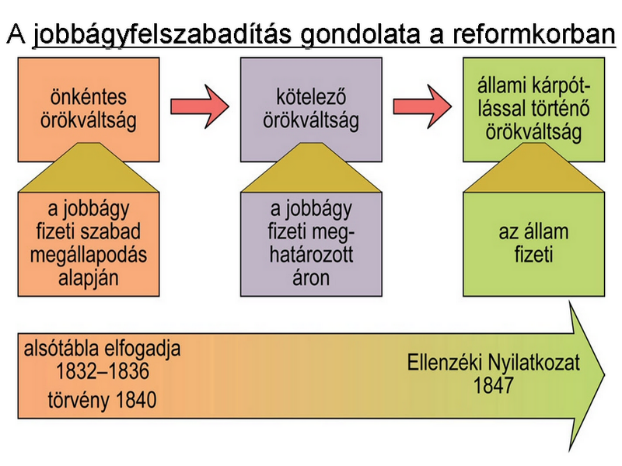 A jobbágyfelszabadítás gondolata a reformkorban
önkéntes
örökváltság
kötelező
örökváltság
állami kárpót-
lással történő
örökváltság
a jobbágy
fizeti szabad
megállapodás
alapján
a jobbágy
fizeti meg-
határozott
áron
az állam
fizeti
alsótábla elfogadja
1832–1836
törvény 1840
Ellenzéki Nyilatkozat
1847